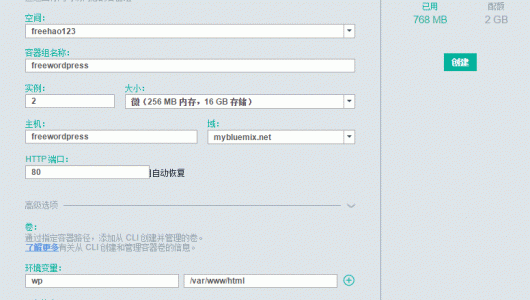 空间:
freehao123
容器组名称:
freewordpress
实例:
大小:
2
微（256 MB 内存，16 GB 存储）
主机:
域:
freewordpress
mybluemix.net
HTTP 端口:
80
自动恢复
高级选项
卷:
通过指定容器路径，添加从 CLI 创建并管理的卷。
了解更多有关从 CLI 创建和管理容器卷的信息。
环境变量:
wp
/var/www/html
已用
配额
768 MB
2 GB
创建